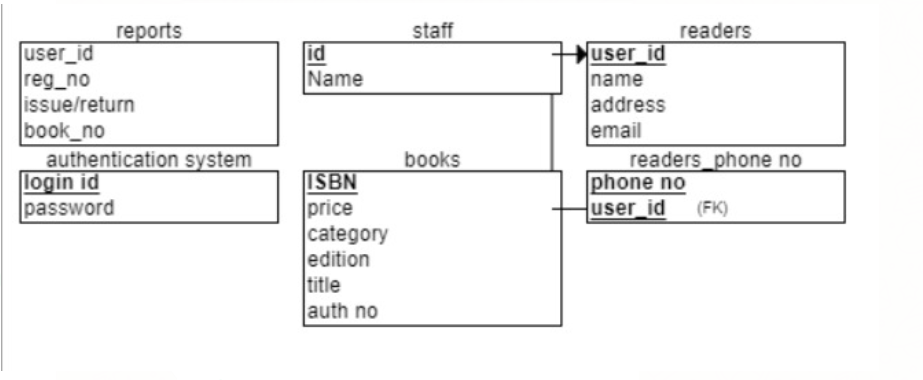 reports
user_id
reg_no
issue/return
book_no
staff
id
Name
readers
user_id
name
address
email
authentication system
login id
password
books
ISBN
price
category
edition
title
auth no
readers_phone no
phone no
user_id (FK)